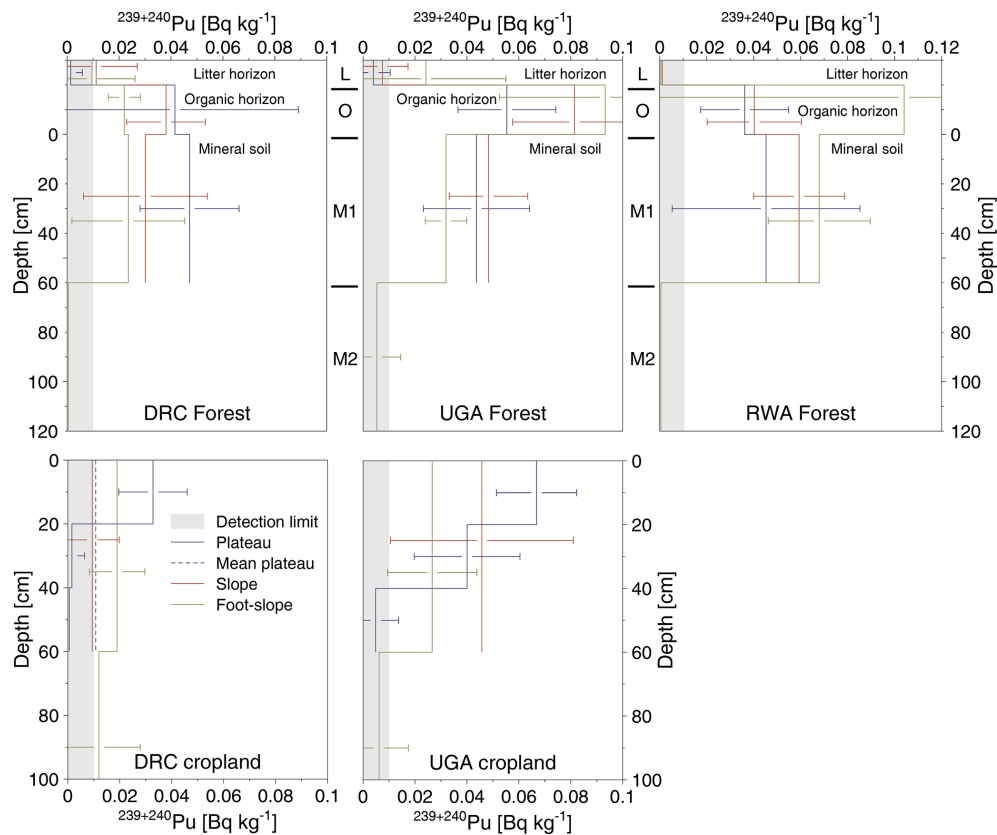 ²³⁹⁺²⁴⁰Pu [Bq kg⁻¹] ²³⁹⁺²⁴⁰Pu [Bq kg⁻¹] ²³⁹⁺²⁴⁰Pu [Bq kg⁻¹]
0 0.02 0.04 0.06 0.08 0.1 0 0.02 0.04 0.06 0.08 0.1 0.02 0.04 0.06 0.08 0.1 0.12
Litter horizon L Litter horizon L Litter horizon
Organic horizon O Organic horizon O Organic horizon
0 Mineral soil Mineral soil Mineral soil 0
20 20
40 M1 M1 40
60 60
80 80
M2 M2
100 100
120 120
Depth [cm] Depth [cm]
DRC Forest UGA Forest RWA Forest
0 0
20 20
40 40
60 60
80 80
100 100
Depth [cm] Depth [cm]
Detection limit
Plateau
Mean plateau
Slope
Foot-slope
DRC cropland UGA cropland
0 0.02 0.04 0.06 0.08 0.1 0 0.02 0.04 0.06 0.08 0.1
²³⁹⁺²⁴⁰Pu [Bq kg⁻¹] ²³⁹⁺²⁴⁰Pu [Bq kg⁻¹]